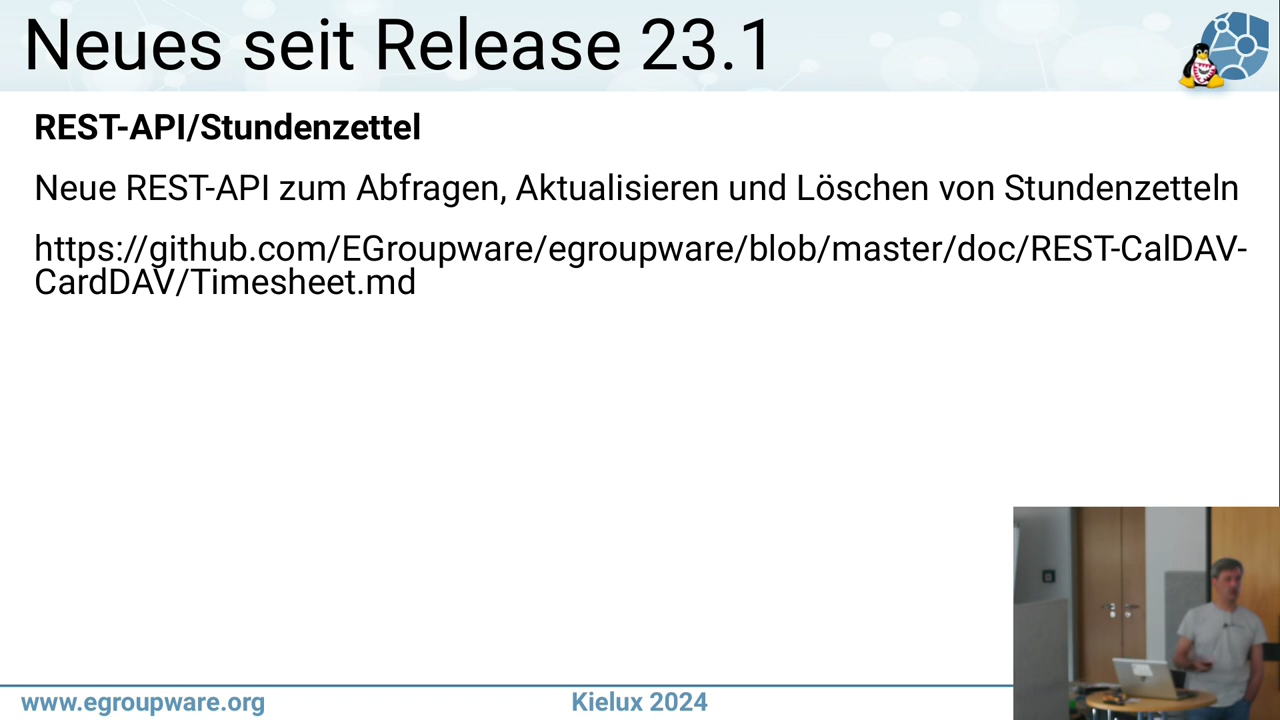 Neues seit Release 23.1
REST-API/Stundenzettel
Neue REST-API zum Abfragen, Aktualisieren und Löschen von Stundenzetteln
https://github.com/EGroupware/egroupware/blob/master/doc/REST-CalDAV-
CardDAV/Timesheet.md
www.egroupware.org
Kielux 2024